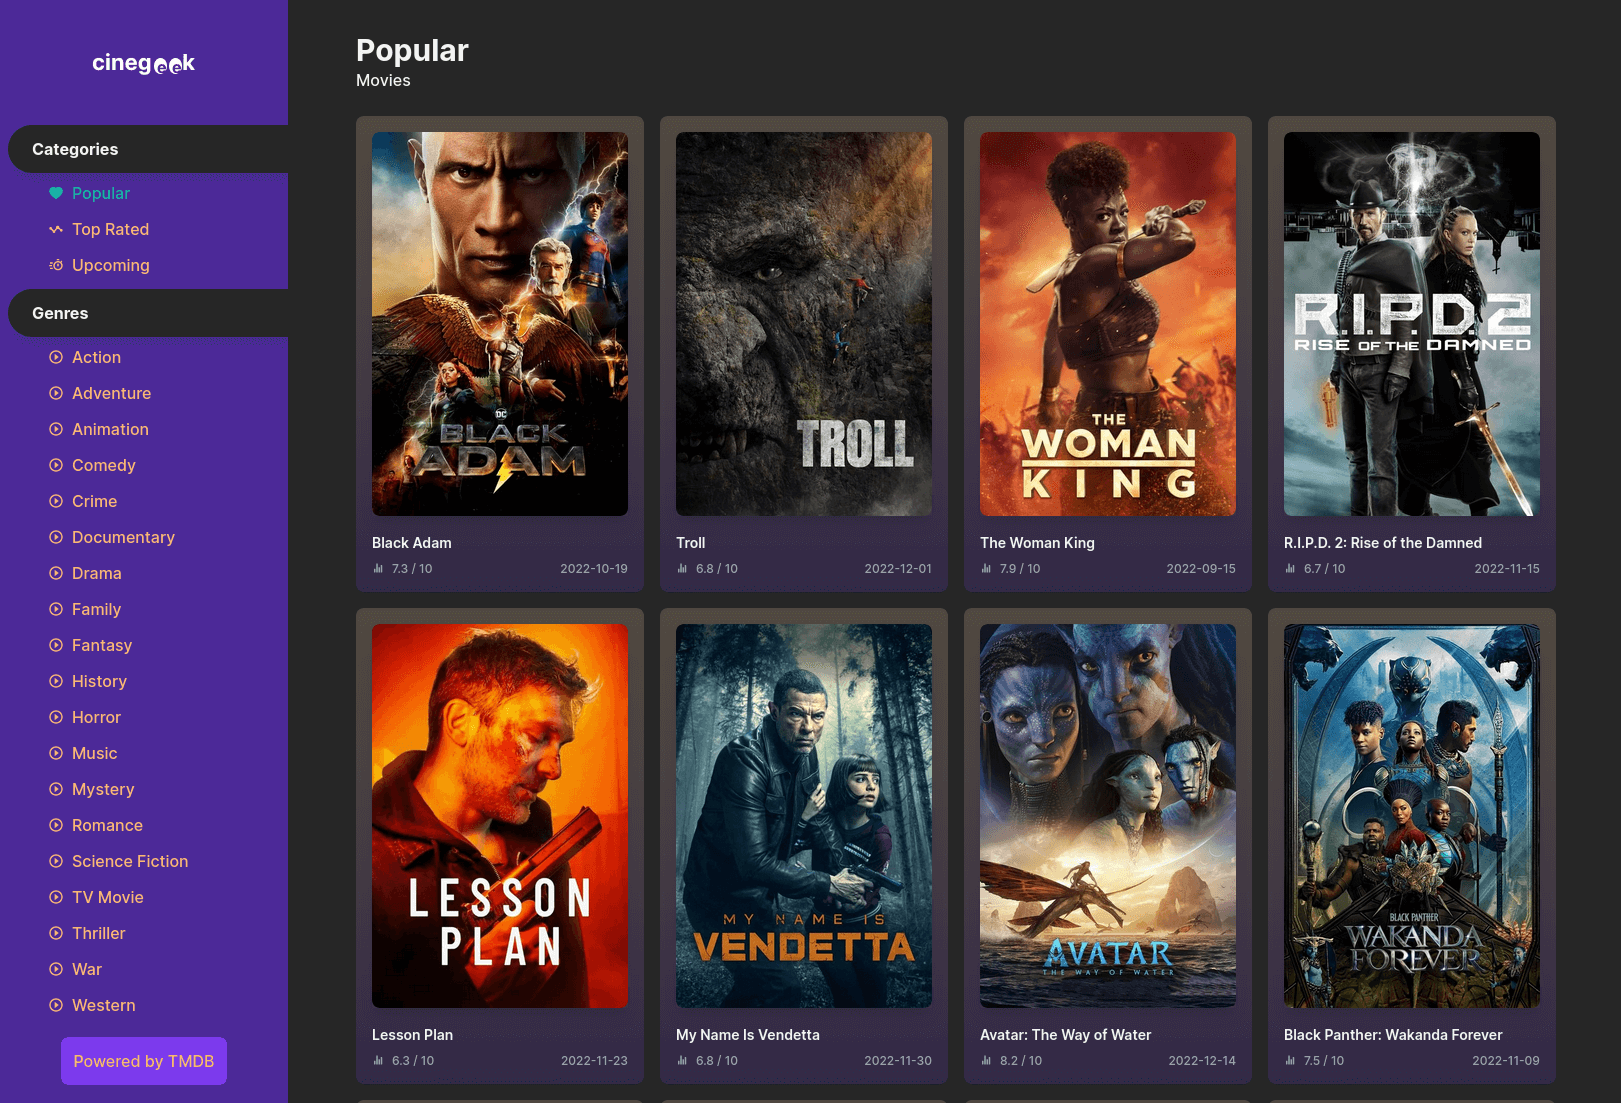 cinegeek
Categories
Popular
Top Rated
Upcoming
Genres
Action
Adventure
Animation
Comedy
Crime
Documentary
Drama
Family
Fantasy
History
Horror
Music
Mystery
Romance
Science Fiction
TV Movie
Thriller
War
Western
Powered by TMDB
Popular
Movies
DC
BLACK
ADAM
Black Adam
7.3 / 10
2022-10-19
TROLL
Troll
6.8 / 10
2022-12-01
THE
WOMAN
KING
The Woman King
7.9 / 10
2022-09-15
R.I.P.D.2
RISE OF THE DAMNED
R.I.P.D. 2: Rise of the Damned
6.7 / 10
2022-11-15
LESSON
PLAN
Lesson Plan
6.3 / 10
2022-11-23
MY NAME IS
VENDETTA
My Name Is Vendetta
6.8 / 10
2022-11-30
AVATAR
THE WAY OF WATER
Avatar: The Way of Water
8.2 / 10
2022-12-14
BLACK PANTHER
WAKANDA
FOREVER
Black Panther: Wakanda Forever
7.5 / 10
2022-11-09